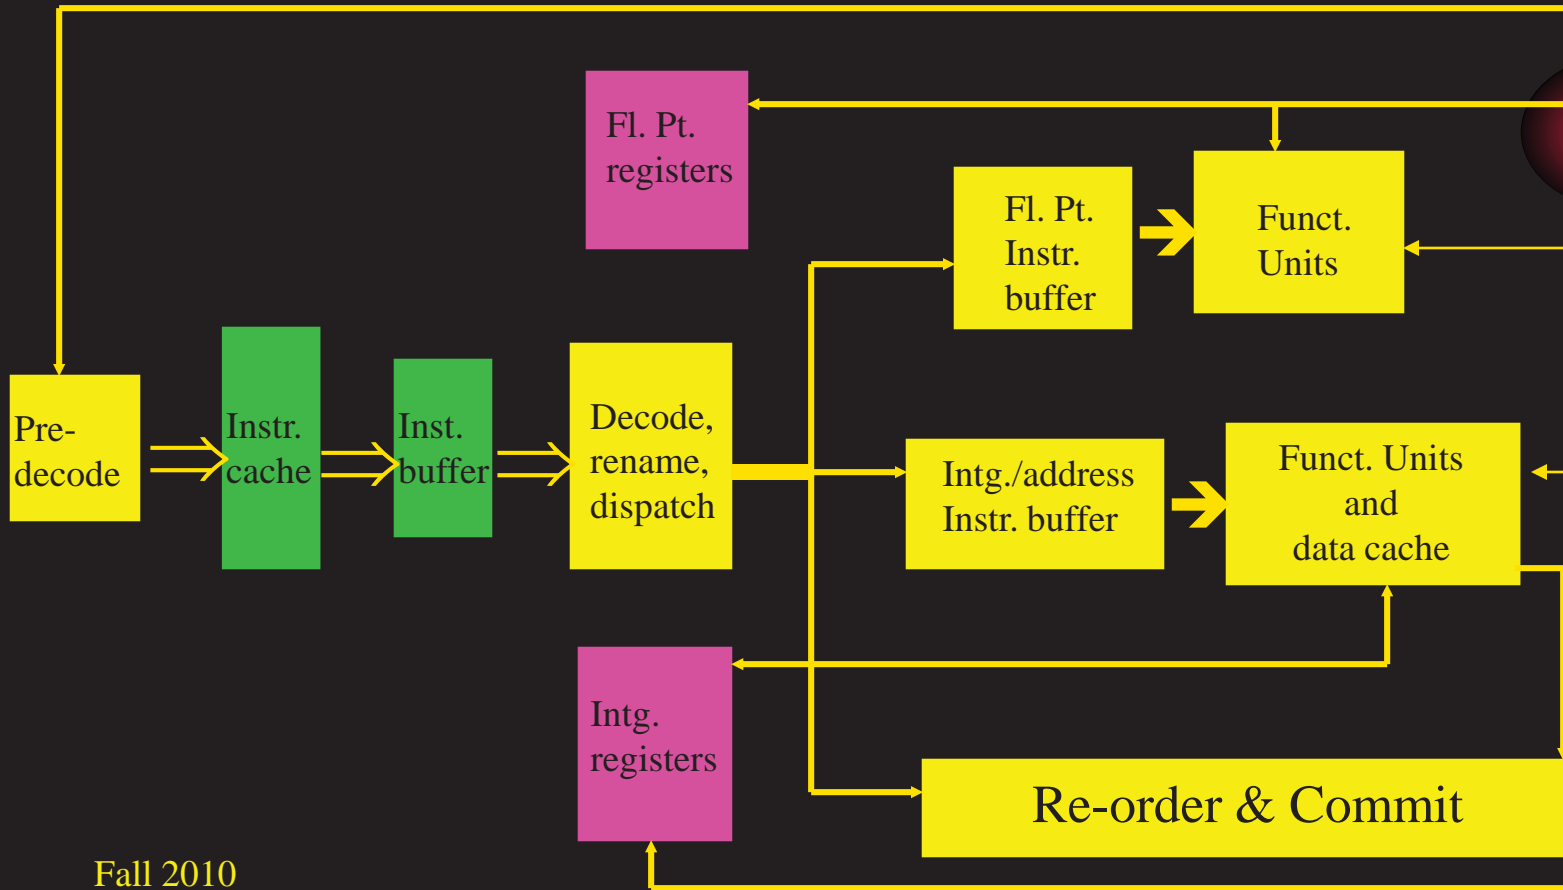 Fl. Pt.
registers
Fl. Pt.
Instr.
buffer
Funct.
Units
Pre-
decode
Instr.
cache
Inst.
buffer
Decode,
rename,
dispatch
Intg./address
Instr. buffer
Funct. Units
and
data cache
Intg.
registers
Re-order & Commit
Fall 2010